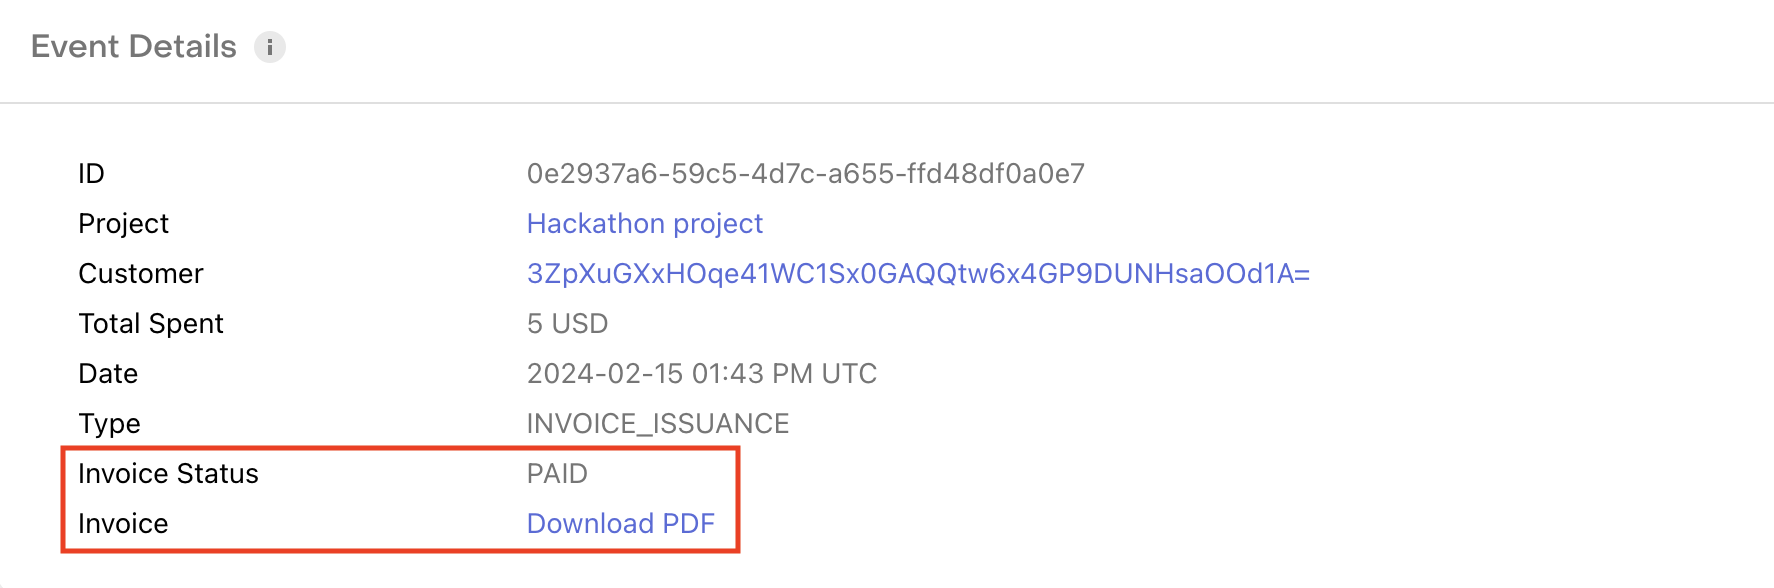 Event Details i
ID 0e2937a6-59c5-4d7c-a655-ffd48df0a0e7
Project Hackathon project
Customer 3ZpXuGXxHOqe41WC1Sx0GAQQtw6x4GP9DUNHsaOOd1A=
Total Spent 5 USD
Date 2024-02-15 01:43 PM UTC
Type INVOICE_ISSUANCE
Invoice Status PAID
Invoice Download PDF